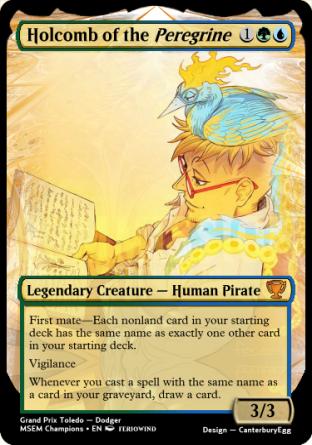 Holcomb of the Peregrine 1
Legendary Creature — Human Pirate
First mate—Each nonland card in your starting
deck has the same name as exactly one other card
in your starting deck.
Vigilance
Whenever you cast a spell with the same name as
a card in your graveyard, draw a card.
3/3
Grand Prix Toledo — Dodger
MSEM Champions • EN FERIOWIND Design — CanterburyEgg